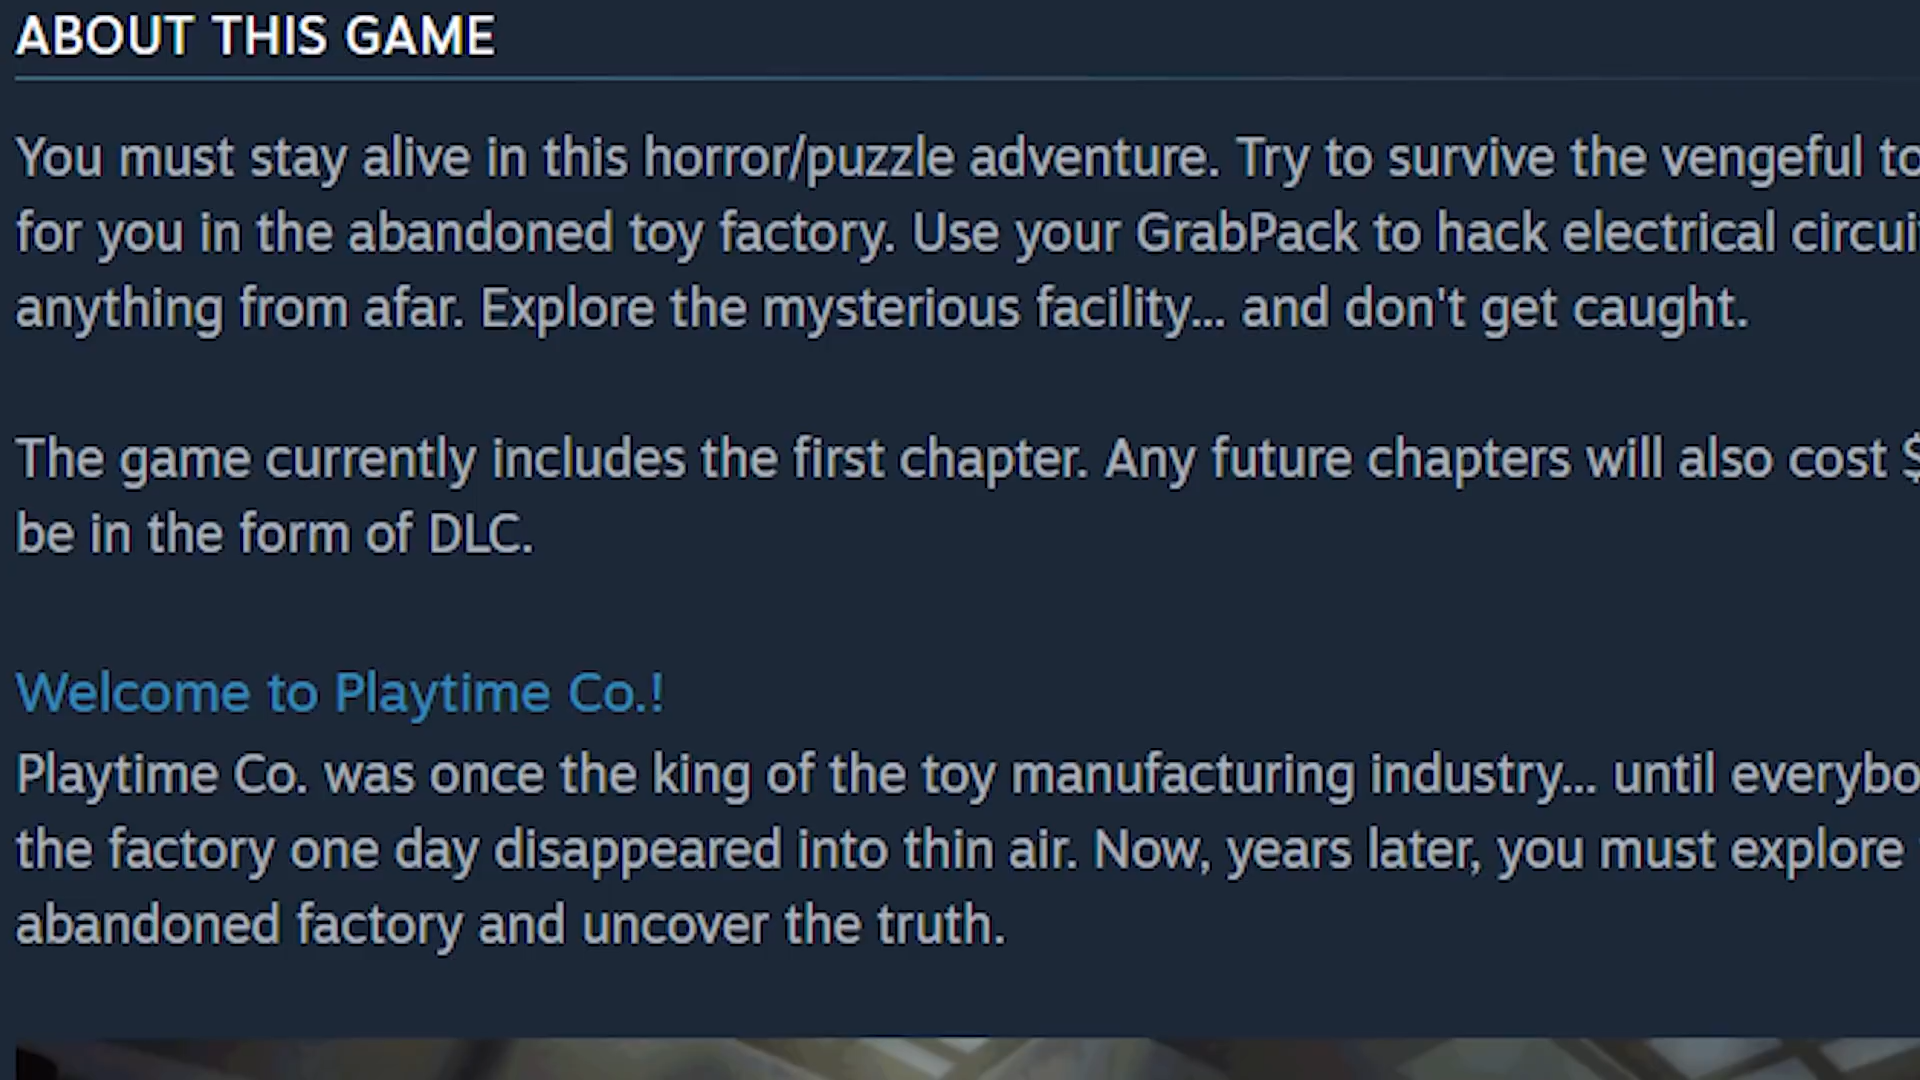 ABOUT THIS GAME
You must stay alive in this horror/puzzle adventure. Try to survive the vengeful
for you in the abandoned toy factory. Use your GrabPack to hack electrical
anything from afar. Explore the mysterious facility... and don't get caught.
The game currently includes the first chapter. Any future chapters will also cost $
be in the form of DLC.
Welcome to Playtime Co.!
Playtime Co. was once the king of the toy manufacturing industry... until
the factory one day disappeared into thin air. Now, years later, you must explore
abandoned factory and uncover the truth.